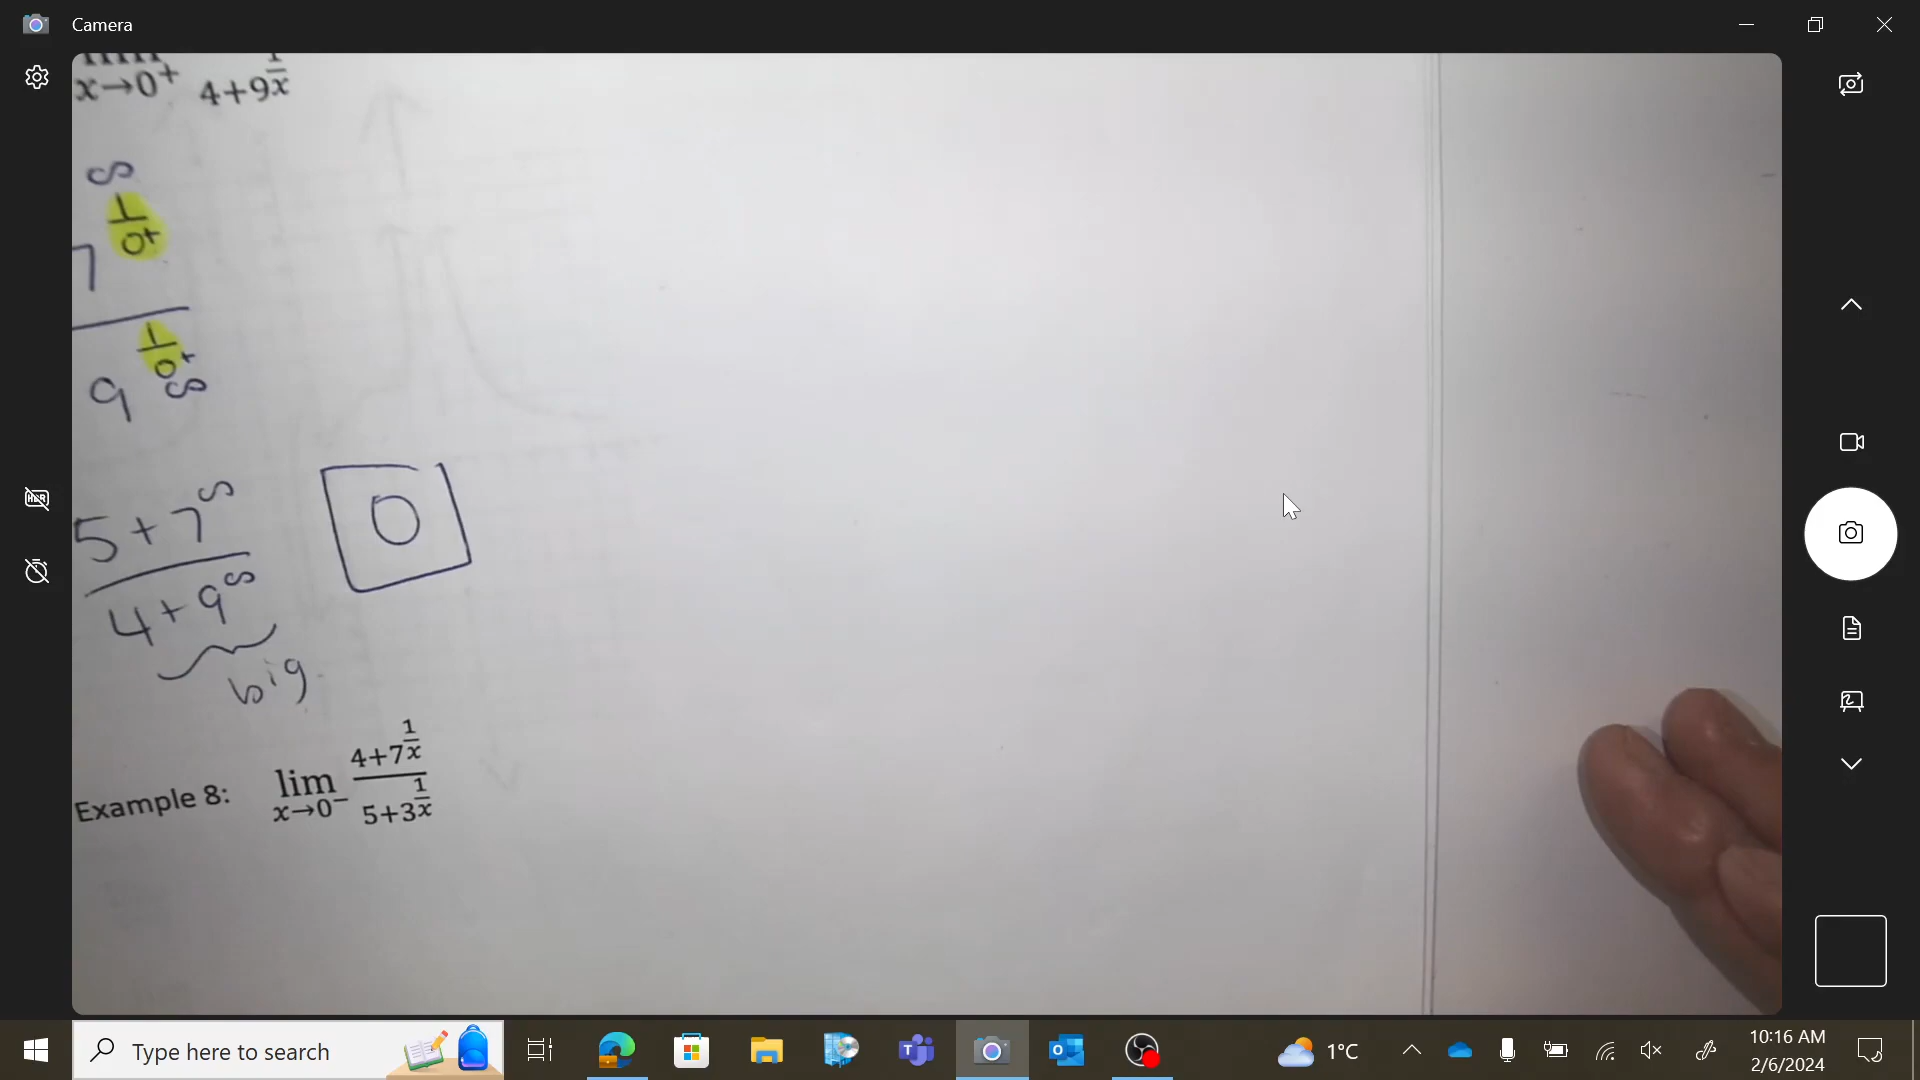 Camera
x→0⁺ 4+9^(1/x)
∞
7^(1/0⁺)
9^(1/0⁺) ∞
5+7^∞
4+9^∞
0
big
Example 8: lim x→0⁻ (4+7^(1/x))/(5+3^(1/x))
Type here to search
1°C
10:16 AM
2/6/2024